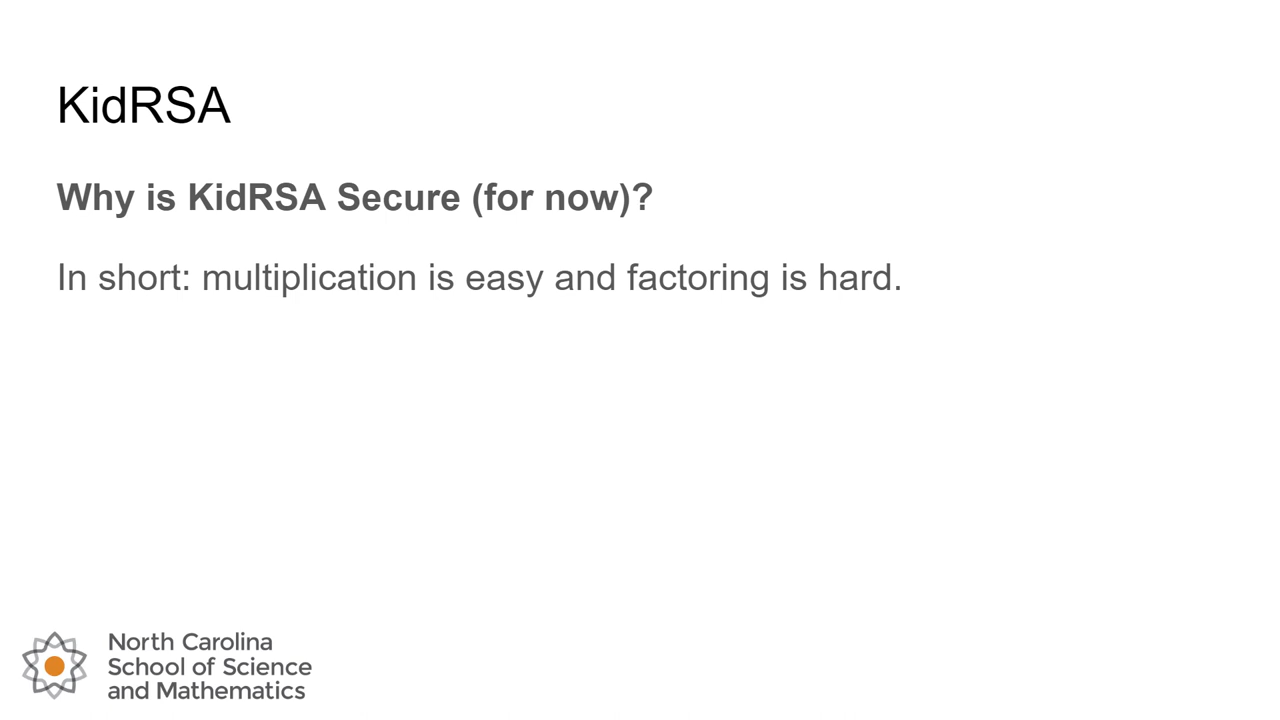 KidRSA
Why is KidRSA Secure (for now)?
In short: multiplication is easy and factoring is hard.
North Carolina
School of Science
and Mathematics